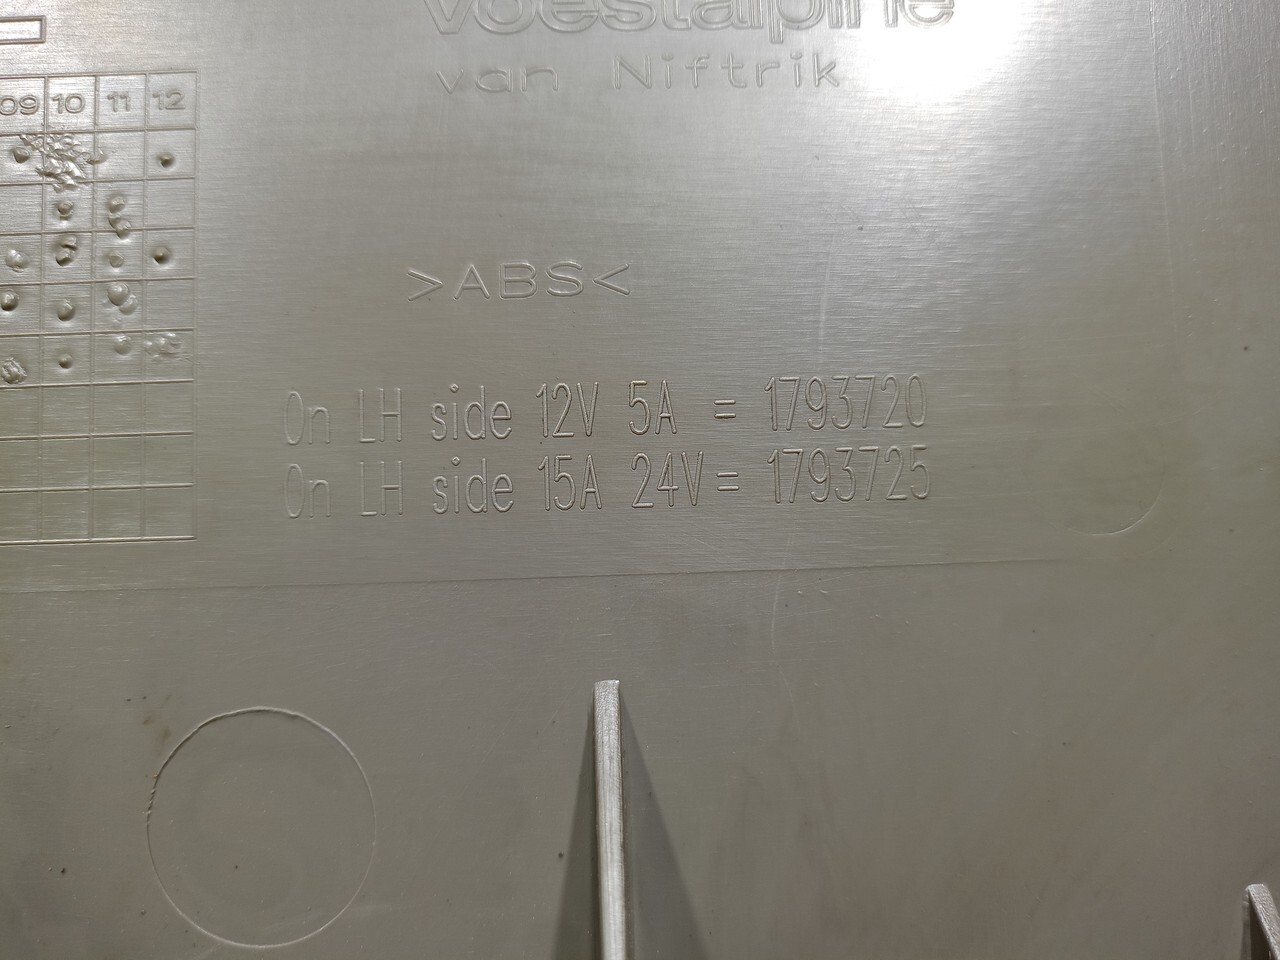 voestalpine
van Niftrik
09 10 11 12
>ABS<
On LH side 12V 5A = 1793720
On LH side 15A 24V = 1793725